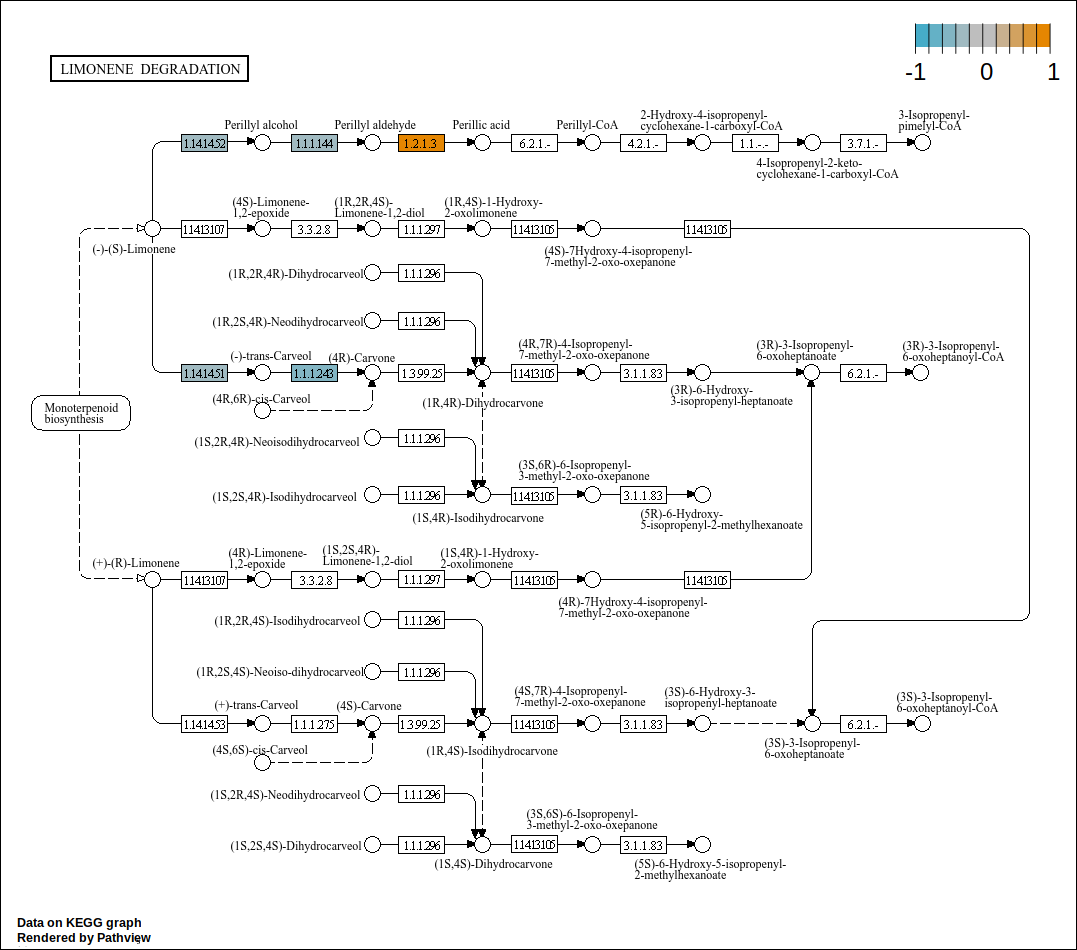 -1 0 1
LIMONENE DEGRADATION
Perillyl alcohol
Perillyl aldehyde
Perillic acid
Perillyl-CoA
2-Hydroxy-4-isopropenyl-
cyclohexane-1-carboxyl-CoA
3-Isopropenyl-
pimelyl-CoA
1.14.14.52
1.1.1.144
1.2.1.3
6.2.1.-
4.2.1.-
1.1.-.-
3.7.1.-
4-Isopropenyl-2-keto-
cyclohexane-1-carboxyl-CoA
(4S)-Limonene-
1,2-epoxide
(1R,2R,4S)-
Limonene-1,2-diol
(1R,4S)-1-Hydroxy-
2-oxolimonene
1.14.13.107
3.3.2.8
1.1.1.297
1.14.13.105
1.14.13.105
(-)-(S)-Limonene
(4S)-7Hydroxy-4-isopropenyl-
7-methyl-2-oxo-oxepanone
(1R,2R,4R)-Dihydrocarveol
1.1.1.296
(1R,2S,4R)-Neodihydrocarveol
1.1.1.296
(-)-trans-Carveol
(4R)-Carvone
(4R,7R)-4-Isopropenyl-
7-methyl-2-oxo-oxepanone
(3R)-3-Isopropenyl-
6-oxoheptanoate
(3R)-3-Isopropenyl-
6-oxoheptanoyl-CoA
1.14.14.51
1.1.1.243
1.3.99.25
1.14.13.105
3.1.1.83
6.2.1.-
(4R,6R)-cis-Carveol
(1R,4R)-Dihydrocarvone
(3R)-6-Hydroxy-
3-isopropenyl-heptanoate
Monoterpenoid
biosynthesis
(1S,2R,4R)-Neoisodihydrocarveol
1.1.1.296
(3S,6R)-6-Isopropenyl-
3-methyl-2-oxo-oxepanone
(1S,2S,4R)-Isodihydrocarveol
1.1.1.296
1.14.13.105
3.1.1.83
(1S,4R)-Isodihydrocarvone
(5R)-6-Hydroxy-
5-isopropenyl-2-methylhexanoate
(+)-(R)-Limonene
(4R)-Limonene-
1,2-epoxide
(1S,2S,4R)-
Limonene-1,2-diol
(1S,4R)-1-Hydroxy-
2-oxolimonene
1.14.13.107
3.3.2.8
1.1.1.297
1.14.13.105
1.14.13.105
(4R)-7Hydroxy-4-isopropenyl-
7-methyl-2-oxo-oxepanone
(1R,2R,4S)-Isodihydrocarveol
1.1.1.296
(1R,2S,4S)-Neoiso-dihydrocarveol
1.1.1.296
(+)-trans-Carveol
(4S)-Carvone
(4S,7R)-4-Isopropenyl-
7-methyl-2-oxo-oxepanone
(3S)-6-Hydroxy-3-
isopropenyl-heptanoate
(3S)-3-Isopropenyl-
6-oxoheptanoyl-CoA
1.14.14.53
1.1.1.275
1.3.99.25
1.14.13.105
3.1.1.83
6.2.1.-
(4S,6S)-cis-Carveol
(1R,4S)-Isodihydrocarvone
(3S)-3-Isopropenyl-
6-oxoheptanoate
(1S,2R,4S)-Neodihydrocarveol
1.1.1.296
(3S,6S)-6-Isopropenyl-
3-methyl-2-oxo-oxepanone
(1S,2S,4S)-Dihydrocarveol
1.1.1.296
1.14.13.105
3.1.1.83
(1S,4S)-Dihydrocarvone
(5S)-6-Hydroxy-5-isopropenyl-
2-methylhexanoate
Data on KEGG graph
Rendered by Pathview